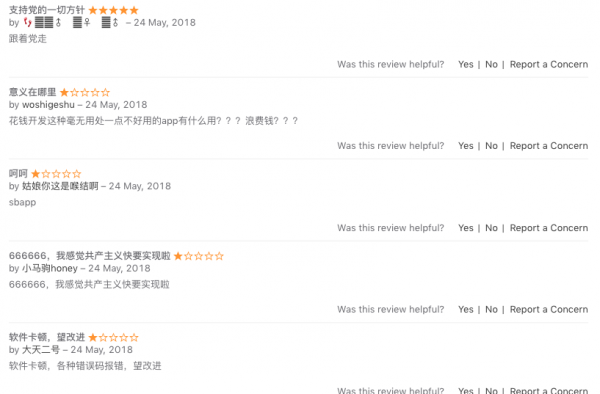 支持党的一切方针 ★★★★★
by 👣䷀䷀♂ ䷀♀ ䷀♂ – 24 May, 2018
跟着党走
Was this review helpful? Yes | No | Report a Concern
意义在哪里 ★☆☆☆☆
by woshigeshu – 24 May, 2018
花钱开发这种毫无用处一点不好用的app有什么用？？？浪费钱？？？
Was this review helpful? Yes | No | Report a Concern
呵呵 ★☆☆☆☆
by 姑娘你这是喉结啊 – 24 May, 2018
sbapp
Was this review helpful? Yes | No | Report a Concern
666666，我感觉共产主义快要实现啦 ★☆☆☆☆
by 小马驹honey – 24 May, 2018
666666，我感觉共产主义快要实现啦
Was this review helpful? Yes | No | Report a Concern
软件卡顿，望改进 ★☆☆☆☆
by 大天二号 – 24 May, 2018
软件卡顿，各种错误码报错，望改进
Was this review helpful? Yes | No | Report a Concern